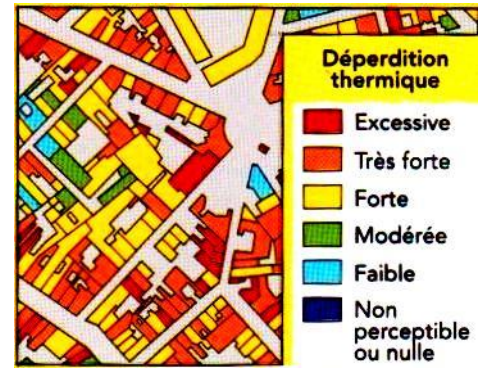 Déperdition
thermique
Excessive
Très forte
Forte
Modérée
Faible
Non
perceptible
ou nulle